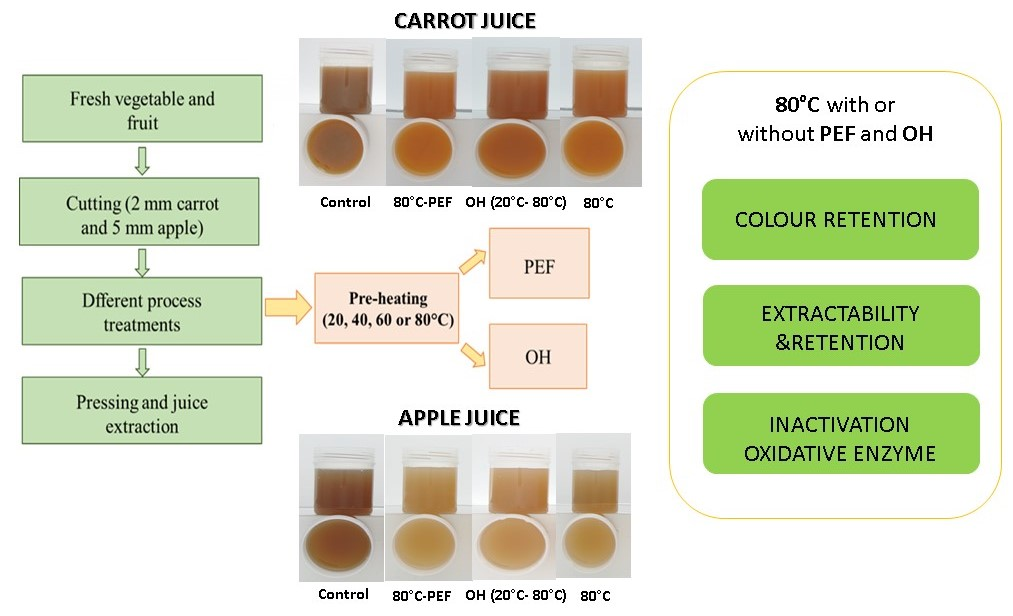 CARROT JUICE
Control
80°C-PEF
OH (20°C- 80°C)
80°C
Fresh vegetable and
fruit
Cutting (2 mm carrot
and 5 mm apple)
Dfferent process
treatments
Pressing and juice
extraction
Pre-heating
(20, 40, 60 or 80°C)
PEF
OH
APPLE JUICE
Control
80°C-PEF
OH (20°C- 80°C)
80°C
80°C with or
without PEF and OH
COLOUR RETENTION
EXTRACTABILITY
&RETENTION
INACTIVATION
OXIDATIVE ENZYME